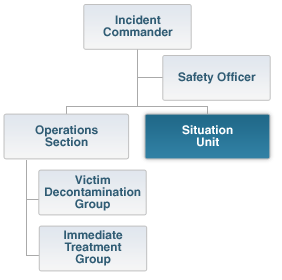 Incident
Commander
Safety Officer
Operations
Section
Situation
Unit
Victim
Decontamination
Group
Immediate
Treatment
Group